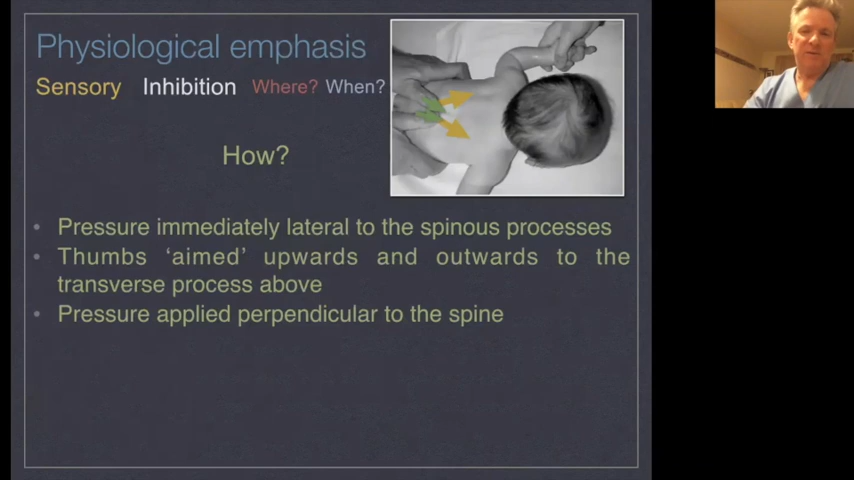 Physiological emphasis
Sensory Inhibition Where? When?
How?
• Pressure immediately lateral to the spinous processes
• Thumbs ‘aimed’ upwards and outwards to the
transverse process above
• Pressure applied perpendicular to the spine